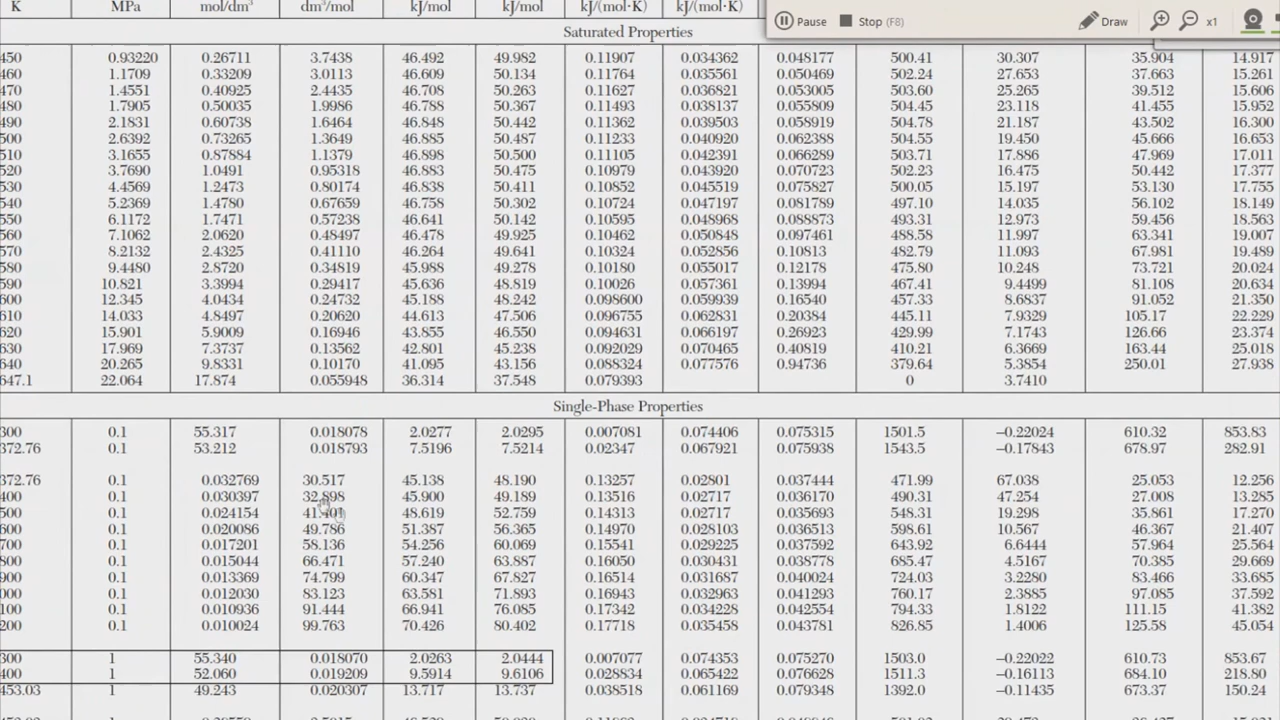 K MPa mol/dm³ dm³/mol kJ/mol kJ/mol kJ/(mol·K) kJ/(mol·K)
Pause Stop (F8) Draw x1
Saturated Properties
450 0.93220 0.26711 3.7438 46.492 49.982 0.11907 0.034362 0.048177 500.41 30.307 35.904 14.917
460 1.1709 0.33209 3.0113 46.609 50.134 0.11764 0.035561 0.050469 502.24 27.653 37.663 15.261
470 1.4551 0.40925 2.4435 46.708 50.263 0.11627 0.036821 0.053005 503.60 25.265 39.512 15.606
480 1.7905 0.50035 1.9986 46.788 50.367 0.11493 0.038137 0.055809 504.45 23.118 41.455 15.952
490 2.1831 0.60738 1.6464 46.848 50.442 0.11362 0.039503 0.058919 504.78 21.187 43.502 16.300
500 2.6392 0.73265 1.3649 46.885 50.487 0.11233 0.040920 0.062388 504.55 19.450 45.666 16.653
510 3.1655 0.87884 1.1379 46.898 50.500 0.11105 0.042391 0.066289 503.71 17.886 47.969 17.011
520 3.7690 1.0491 0.95318 46.883 50.475 0.10979 0.043920 0.070723 502.23 16.475 50.442 17.377
530 4.4569 1.2473 0.80174 46.838 50.411 0.10852 0.045519 0.075827 500.05 15.197 53.130 17.755
540 5.2369 1.4780 0.67659 46.758 50.302 0.10724 0.047197 0.081789 497.10 14.035 56.102 18.149
550 6.1172 1.7471 0.57238 46.641 50.142 0.10595 0.048968 0.088873 493.31 12.973 59.456 18.563
560 7.1062 2.0620 0.48497 46.478 49.925 0.10462 0.050848 0.097461 488.58 11.997 63.341 19.007
570 8.2132 2.4325 0.41110 46.264 49.641 0.10324 0.052856 0.10813 482.79 11.093 67.981 19.489
580 9.4480 2.8720 0.34819 45.988 49.278 0.10180 0.055017 0.12178 475.80 10.248 73.721 20.024
590 10.821 3.3994 0.29417 45.636 48.819 0.10026 0.057361 0.13994 467.41 9.4499 81.108 20.634
600 12.345 4.0434 0.24732 45.188 48.242 0.098600 0.059939 0.16540 457.33 8.6837 91.052 21.350
610 14.033 4.8497 0.20620 44.613 47.506 0.096755 0.062831 0.20384 445.11 7.9329 105.17 22.229
620 15.901 5.9009 0.16946 43.855 46.550 0.094631 0.066197 0.26923 429.99 7.1743 126.66 23.374
630 17.969 7.3737 0.13562 42.801 45.238 0.092029 0.070465 0.40819 410.21 6.3669 163.44 25.018
640 20.265 9.8331 0.10170 41.095 43.156 0.088324 0.077576 0.94736 379.64 5.3854 250.01 27.938
647.1 22.064 17.874 0.055948 36.314 37.548 0.079393 0 3.7410
Single-Phase Properties
300 0.1 55.317 0.018078 2.0277 2.0295 0.007081 0.074406 0.075315 1501.5 –0.22024 610.32 853.83
372.76 0.1 53.212 0.018793 7.5196 7.5214 0.02347 0.067921 0.075938 1543.5 –0.17843 678.97 282.91
372.76 0.1 0.032769 30.517 45.138 48.190 0.13257 0.02801 0.037444 471.99 67.038 25.053 12.256
400 0.1 0.030397 32.898 45.900 49.189 0.13516 0.02717 0.036170 490.31 47.254 27.008 13.285
500 0.1 0.024154 41.401 48.619 52.759 0.14313 0.02717 0.035693 548.31 19.298 35.861 17.270
600 0.1 0.020086 49.786 51.387 56.365 0.14970 0.028103 0.036513 598.61 10.567 46.367 21.407
700 0.1 0.017201 58.136 54.256 60.069 0.15541 0.029225 0.037592 643.92 6.6444 57.964 25.564
800 0.1 0.015044 66.471 57.240 63.887 0.16050 0.030431 0.038778 685.47 4.5167 70.385 29.669
900 0.1 0.013369 74.799 60.347 67.827 0.16514 0.031687 0.040024 724.03 3.2280 83.466 33.685
000 0.1 0.012030 83.123 63.581 71.893 0.16943 0.032963 0.041293 760.17 2.3885 97.085 37.592
100 0.1 0.010936 91.444 66.941 76.085 0.17342 0.034228 0.042554 794.33 1.8122 111.15 41.382
200 0.1 0.010024 99.763 70.426 80.402 0.17718 0.035458 0.043781 826.85 1.4006 125.58 45.054
300 1 55.340 0.018070 2.0263 2.0444 0.007077 0.074353 0.075270 1503.0 –0.22022 610.73 853.67
400 1 52.060 0.019209 9.5914 9.6106 0.028834 0.065422 0.076628 1511.3 –0.16113 684.10 218.80
453.03 1 49.243 0.020307 13.717 13.737 0.038518 0.061169 0.079348 1392.0 –0.11435 673.37 150.24